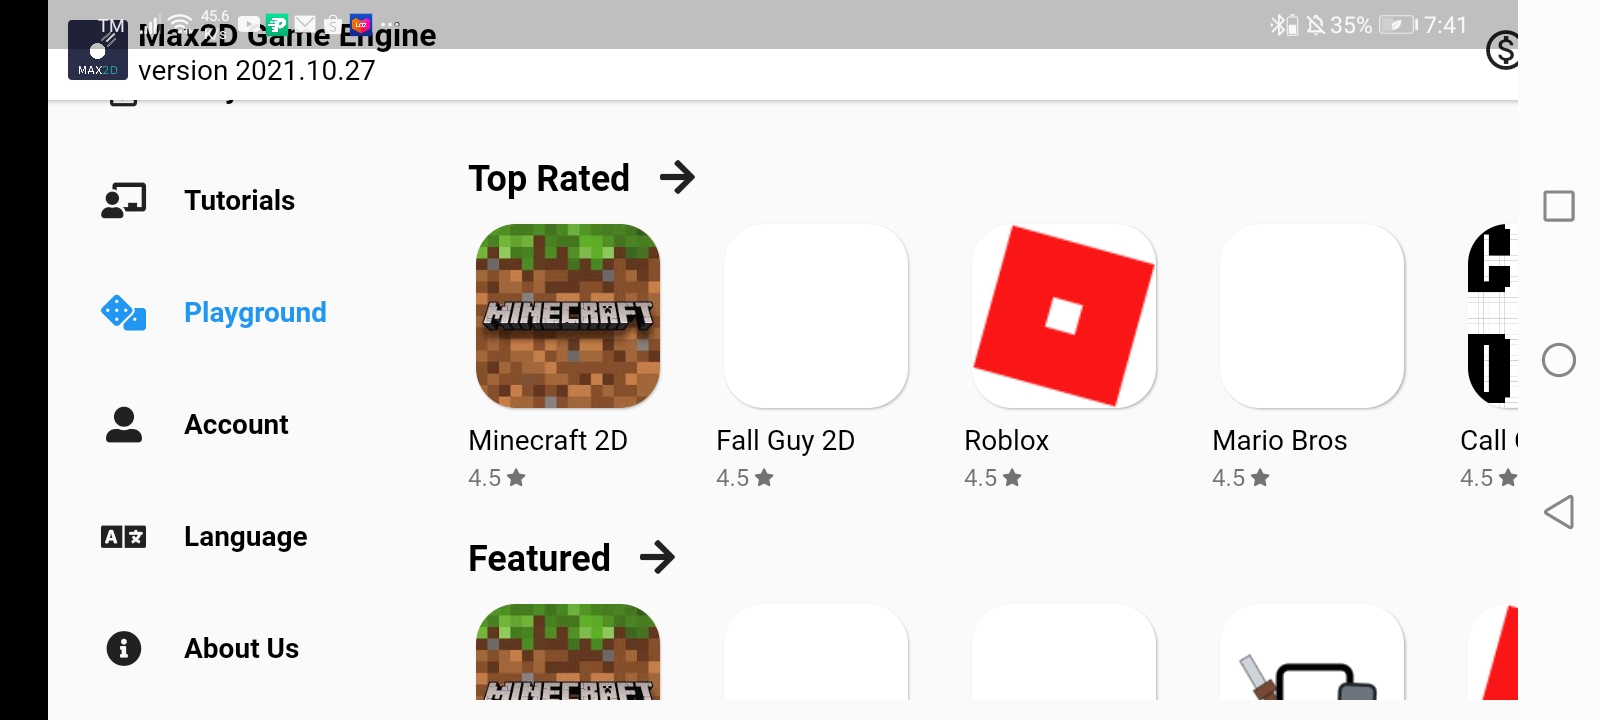 TM 45.6 K/s 35% 7:41
Max2D Game Engine
version 2021.10.27
MAX2D
Top Rated
Tutorials
Playground
Account
Language
About Us
MINECRAFT
Minecraft 2D
4.5
Fall Guy 2D
4.5
Roblox
4.5
Mario Bros
4.5
Call
4.5
Featured
MINECRAFT